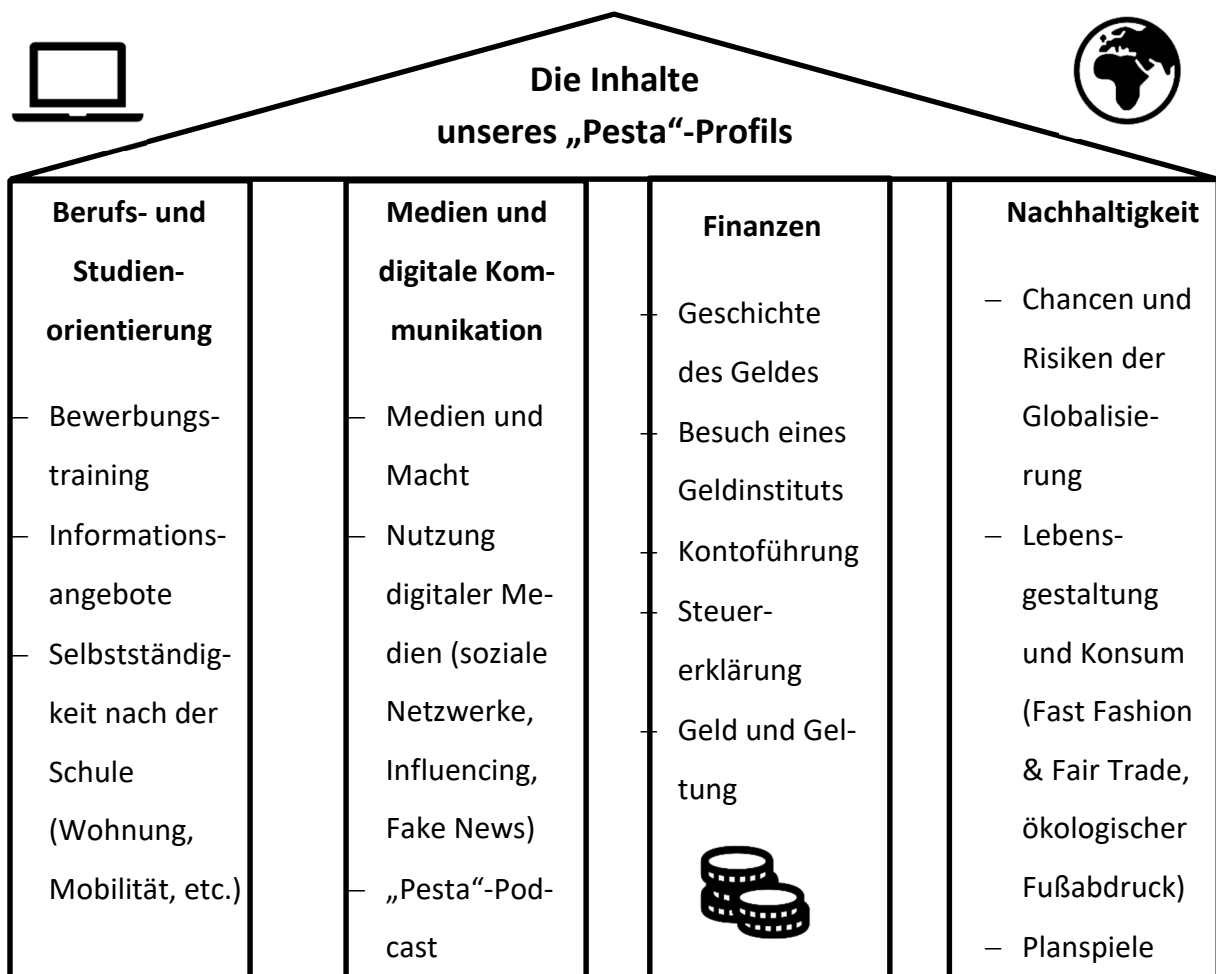 Die Inhalte
unseres „Pesta“-Profils
Berufs- und
Studien-
orientierung
– Bewerbungs-
training
– Informations-
angebote
– Selbstständig-
keit nach der
Schule
(Wohnung,
Mobilität, etc.)
Medien und
digitale Kom-
munikation
– Medien und
Macht
– Nutzung
digitaler Me-
dien (soziale
Netzwerke,
Influencing,
Fake News)
– „Pesta“-Pod-
cast
Finanzen
– Geschichte
des Geldes
– Besuch eines
Geldinstituts
– Kontoführung
– Steuer-
erklärung
– Geld und Gel-
tung
Nachhaltigkeit
– Chancen und
Risiken der
Globalisie-
rung
– Lebens-
gestaltung
und Konsum
(Fast Fashion
& Fair Trade,
ökologischer
Fußabdruck)
– Planspiele